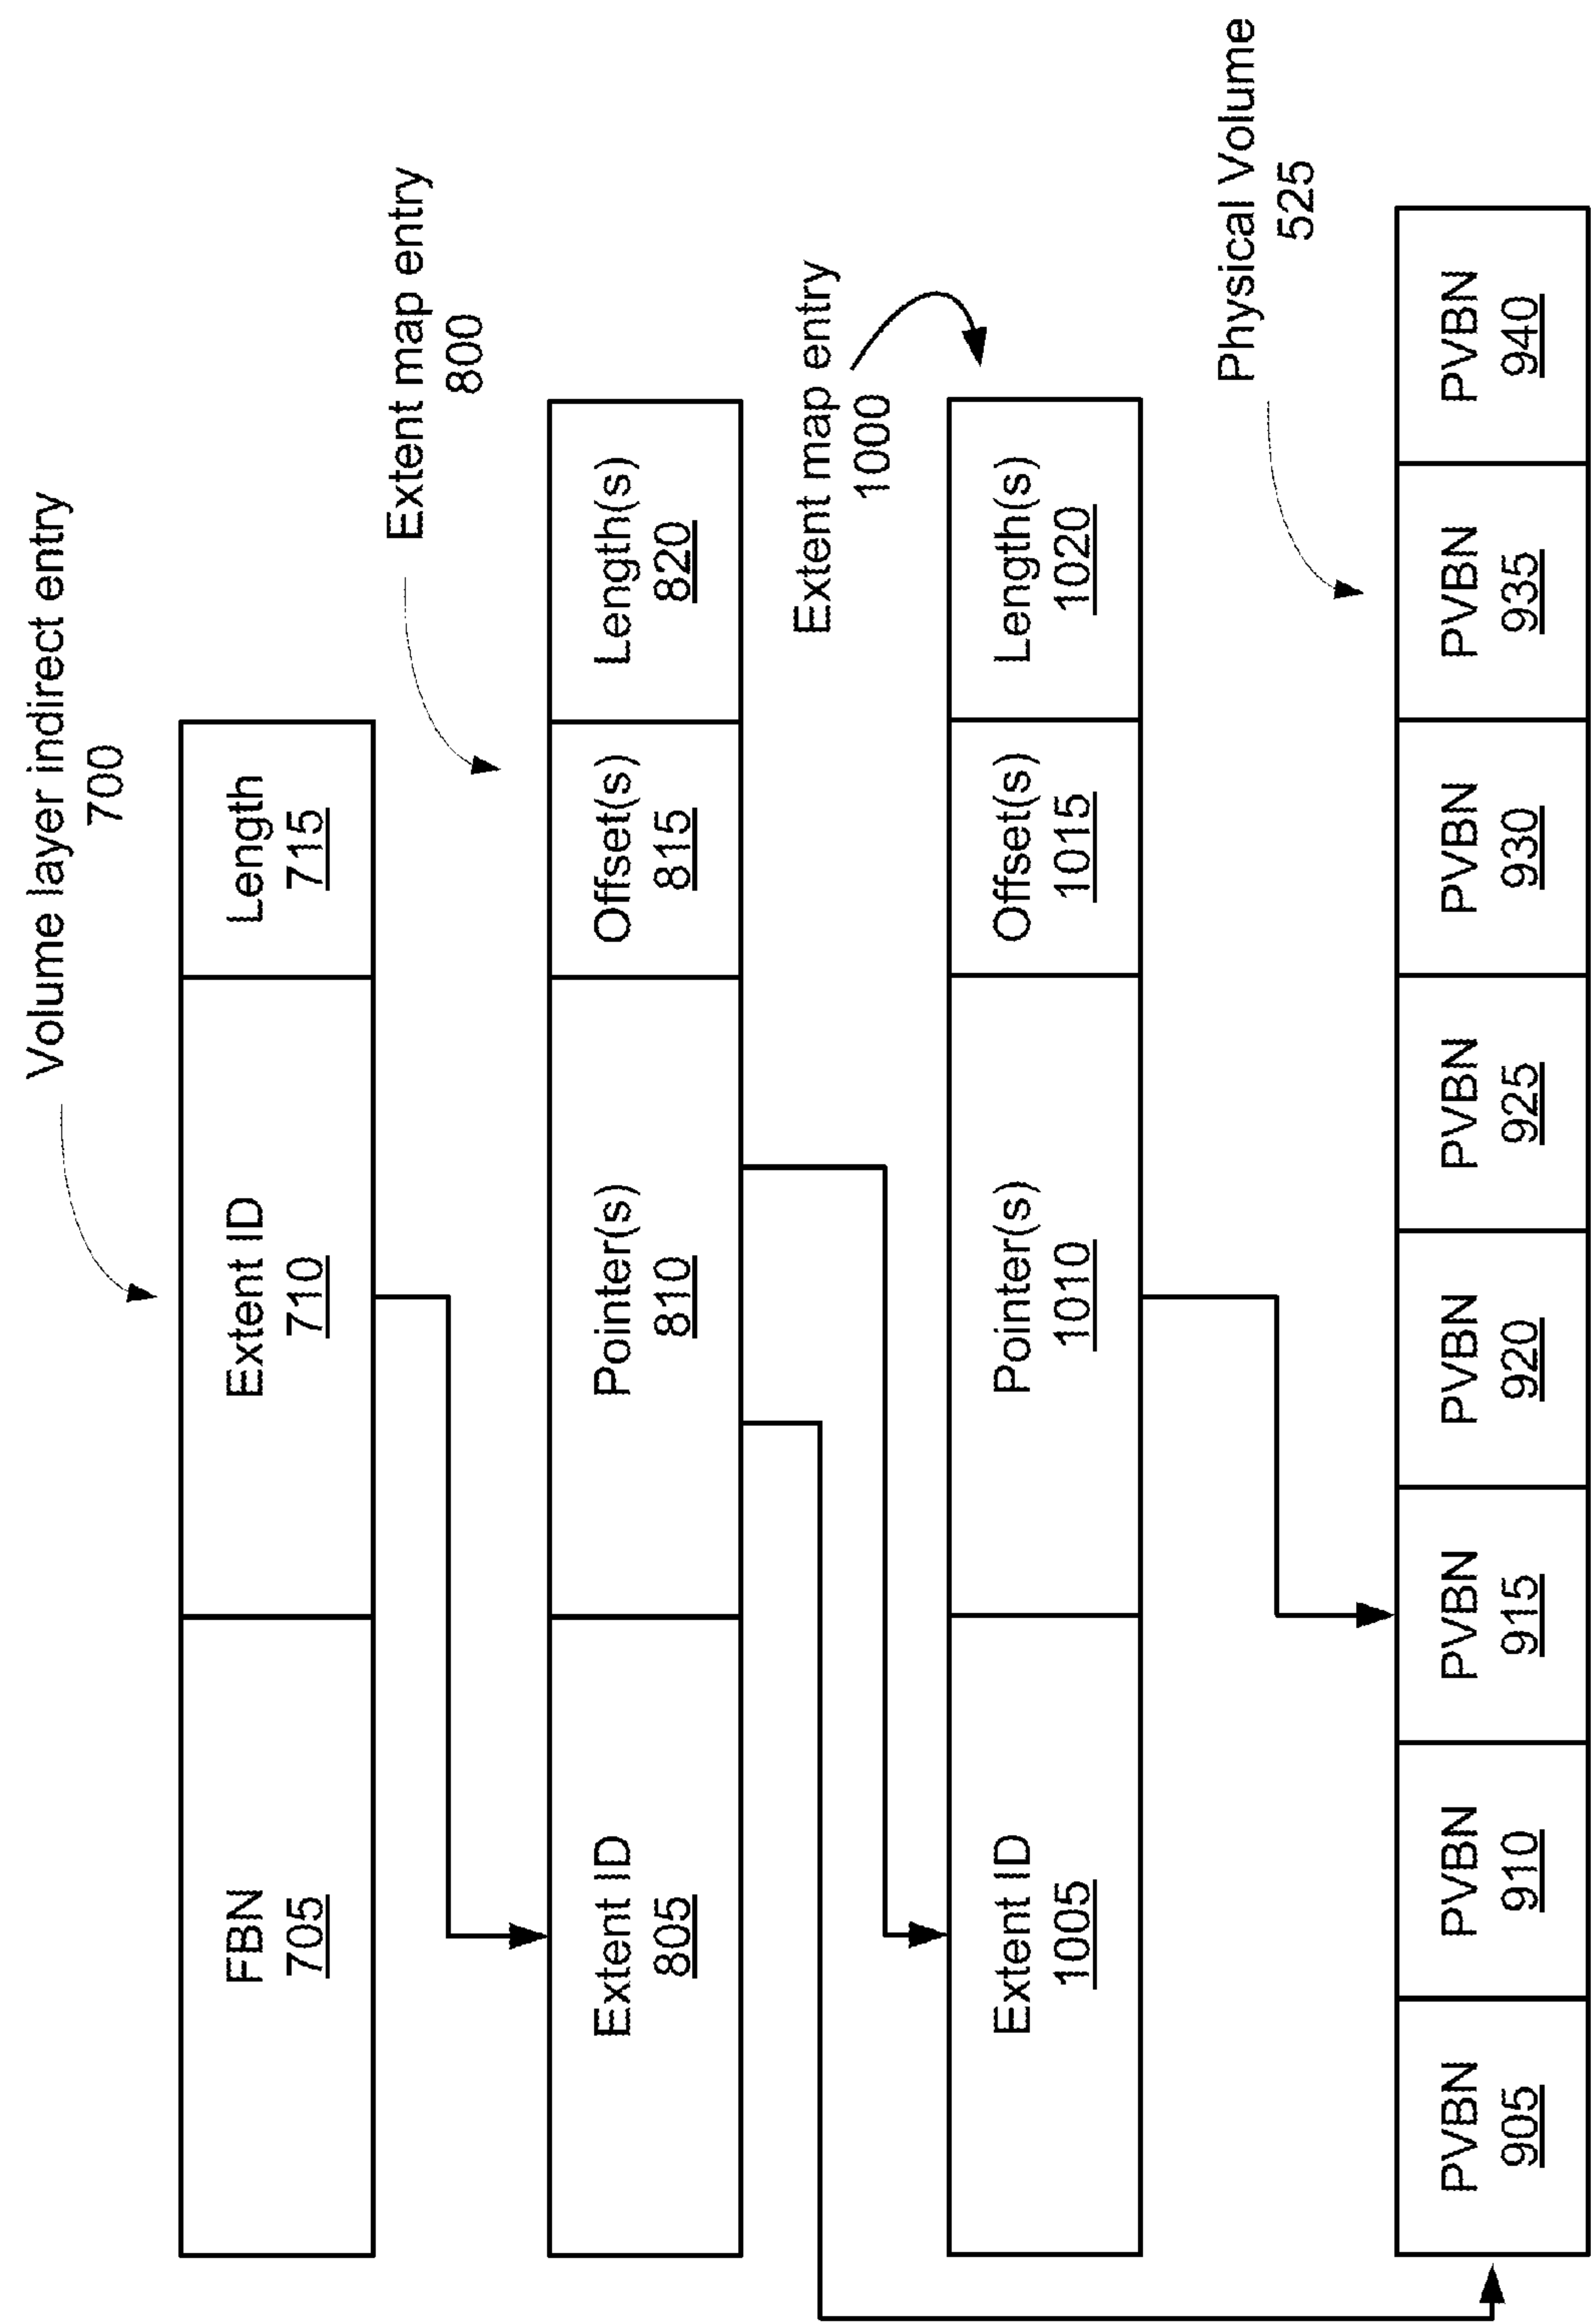 Volume layer indirect entry
700
FBN
705
Extent ID
710
Length
715
Extent map entry
800
Extent ID
805
Pointer(s)
810
Offset(s)
815
Length(s)
820
Extent map entry
1000
Extent ID
1005
Pointer(s)
1010
Offset(s)
1015
Length(s)
1020
Physical Volume
525
PVBN
905
PVBN
910
PVBN
915
PVBN
920
PVBN
925
PVBN
930
PVBN
935
PVBN
940